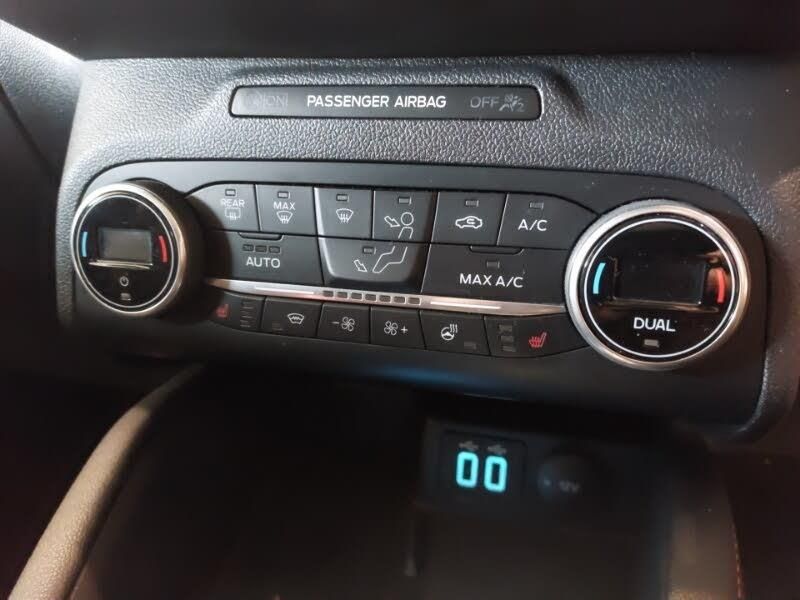 ON PASSENGER AIRBAG OFF
REAR MAX A/C
AUTO MAX A/C
DUAL
12V